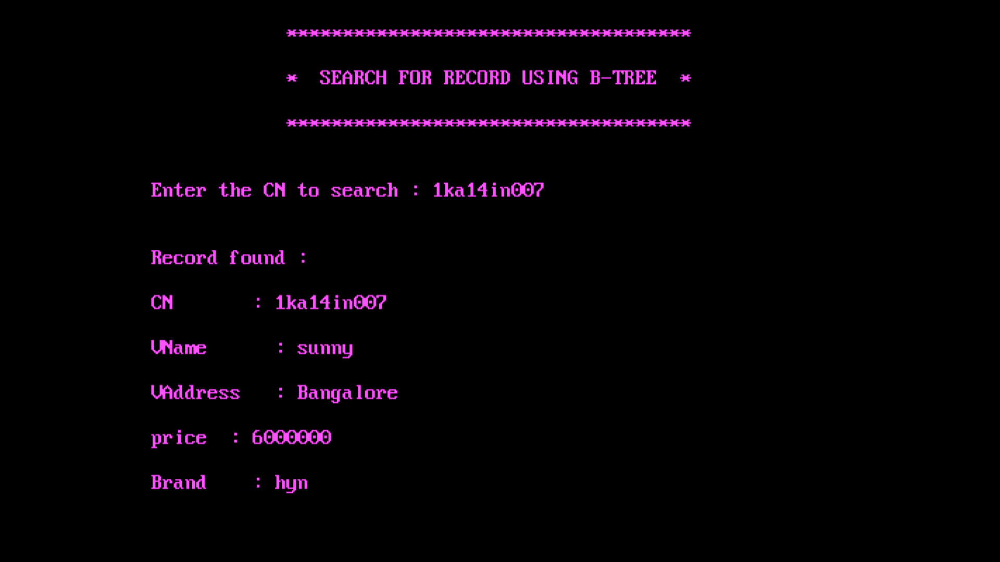 ************************************
*  SEARCH FOR RECORD USING B-TREE  *
************************************
Enter the CN to search : 1ka14in007
Record found :
CN       : 1ka14in007
VName      : sunny
VAddress   : Bangalore
price  : 6000000
Brand    : hyn